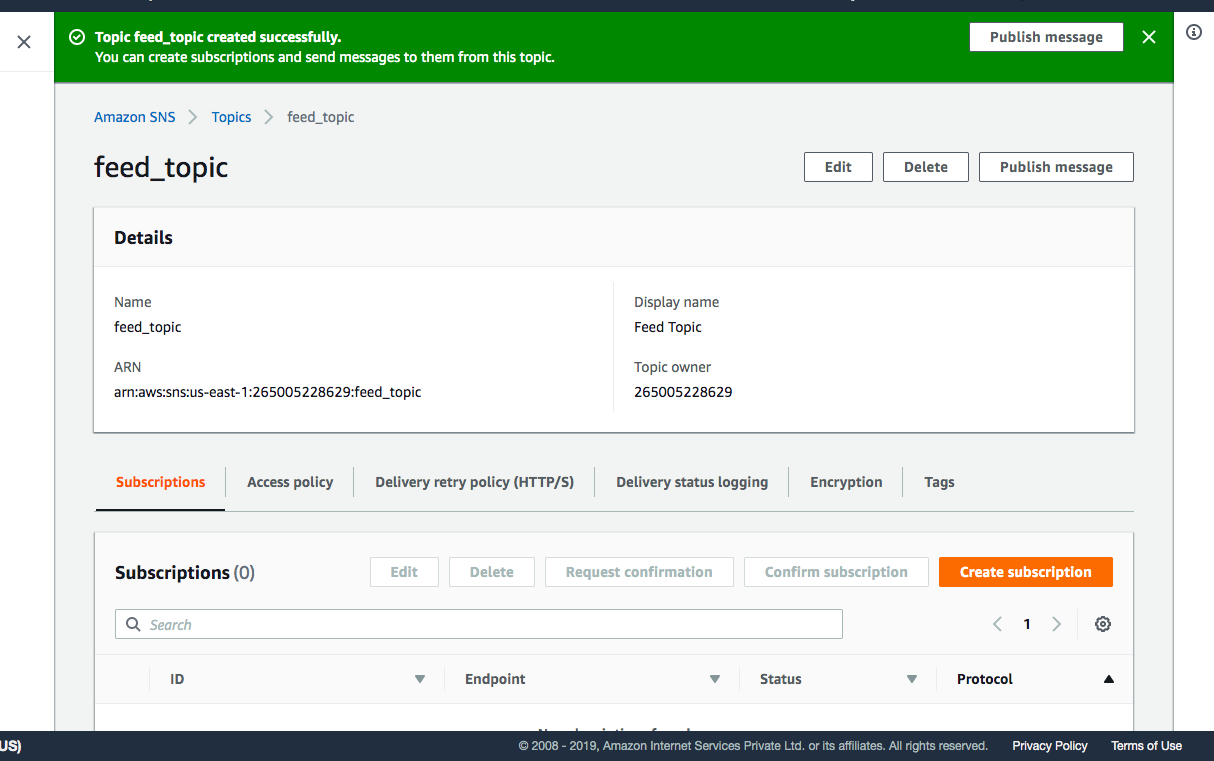 Topic feed_topic created successfully.
You can create subscriptions and send messages to them from this topic.
Publish message
Amazon SNS Topics feed_topic
feed_topic
Edit Delete Publish message
Details
Name
feed_topic
Display name
Feed Topic
ARN
arn:aws:sns:us-east-1:265005228629:feed_topic
Topic owner
265005228629
Subscriptions Access policy Delivery retry policy (HTTP/S) Delivery status logging Encryption Tags
Subscriptions (0)
Edit Delete Request confirmation Confirm subscription Create subscription
Search
1
ID Endpoint Status Protocol
US) © 2008 - 2019, Amazon Internet Services Private Ltd. or its affiliates. All rights reserved. Privacy Policy Terms of Use